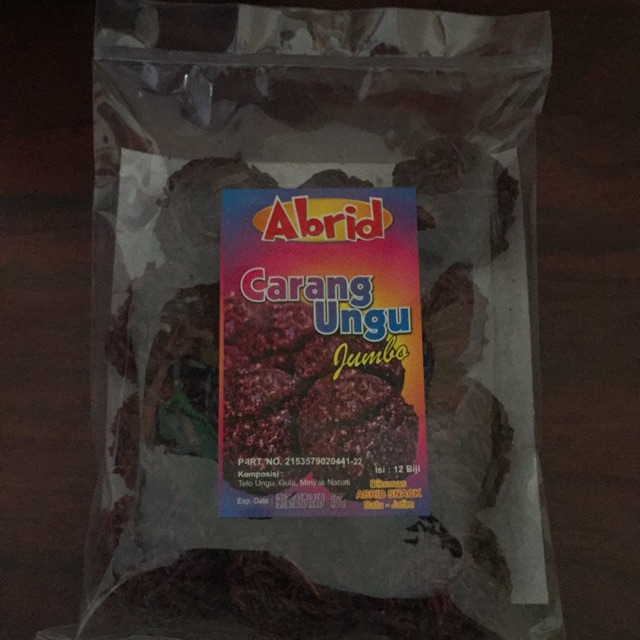 Abrid
Carang
Ungu
Jumbo
P-IRT. NO. 2153579020441-22
Isi : 12 Biji
Komposisi :
Telo Ungu, Gula, Minyak Nabati
Dikemas
ABRID SNACK
Batu - Jatim
Exp. Date